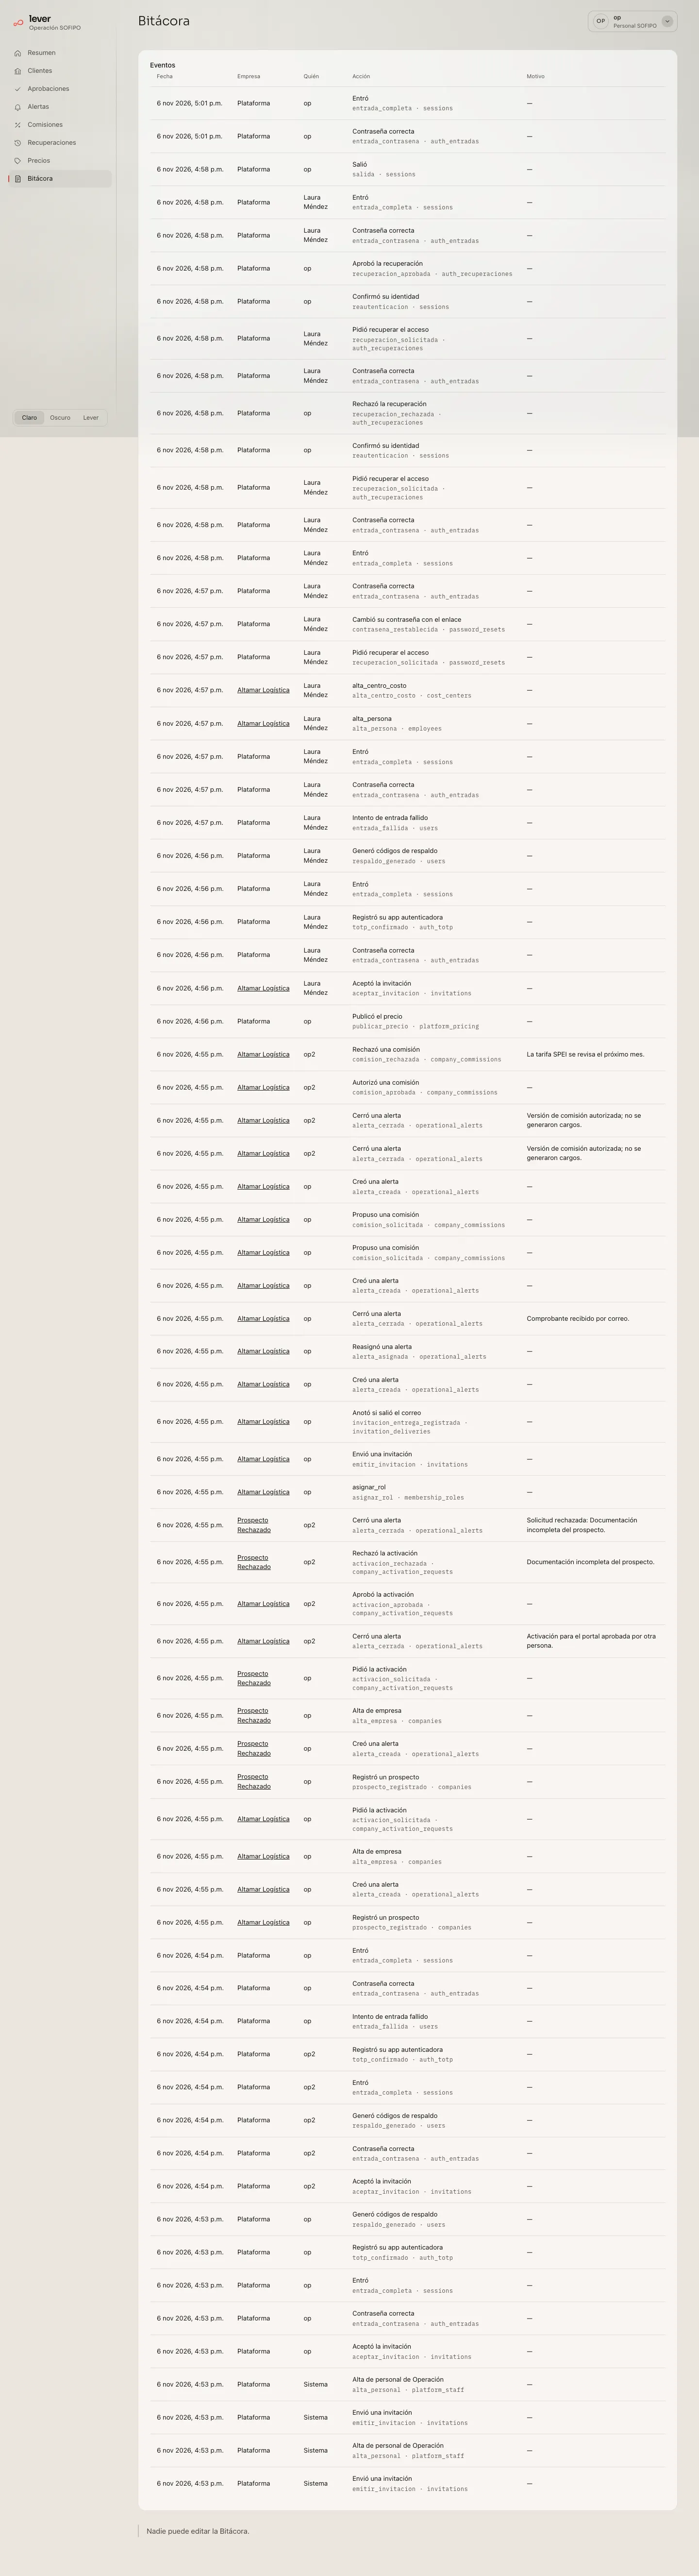 lever
Operación SOFIPO
Resumen
Clientes
Aprobaciones
Alertas
Comisiones
Recuperaciones
Precios
Bitácora
Claro Oscuro Lever
Bitácora
OP op
Personal SOFIPO
Eventos
Fecha Empresa Quién Acción Motivo
6 nov 2026, 5:01 p.m. Plataforma op Entró —
entrada_completa · sessions
6 nov 2026, 5:01 p.m. Plataforma op Contraseña correcta —
entrada_contrasena · auth_entradas
6 nov 2026, 4:58 p.m. Plataforma op Salió —
salida · sessions
6 nov 2026, 4:58 p.m. Plataforma Laura Méndez Entró —
entrada_completa · sessions
6 nov 2026, 4:58 p.m. Plataforma Laura Méndez Contraseña correcta —
entrada_contrasena · auth_entradas
6 nov 2026, 4:58 p.m. Plataforma op Aprobó la recuperación —
recuperacion_aprobada · auth_recuperaciones
6 nov 2026, 4:58 p.m. Plataforma op Confirmó su identidad —
reautenticacion · sessions
6 nov 2026, 4:58 p.m. Plataforma Laura Méndez Pidió recuperar el acceso —
recuperacion_solicitada ·
auth_recuperaciones
6 nov 2026, 4:58 p.m. Plataforma Laura Méndez Contraseña correcta —
entrada_contrasena · auth_entradas
6 nov 2026, 4:58 p.m. Plataforma op Rechazó la recuperación —
recuperacion_rechazada ·
auth_recuperaciones
6 nov 2026, 4:58 p.m. Plataforma op Confirmó su identidad —
reautenticacion · sessions
6 nov 2026, 4:58 p.m. Plataforma Laura Méndez Pidió recuperar el acceso —
recuperacion_solicitada ·
auth_recuperaciones
6 nov 2026, 4:58 p.m. Plataforma Laura Méndez Contraseña correcta —
entrada_contrasena · auth_entradas
6 nov 2026, 4:58 p.m. Plataforma Laura Méndez Entró —
entrada_completa · sessions
6 nov 2026, 4:57 p.m. Plataforma Laura Méndez Contraseña correcta —
entrada_contrasena · auth_entradas
6 nov 2026, 4:57 p.m. Plataforma Laura Méndez Cambió su contraseña con el enlace —
contrasena_restablecida · password_resets
6 nov 2026, 4:57 p.m. Plataforma Laura Méndez Pidió recuperar el acceso —
recuperacion_solicitada · password_resets
6 nov 2026, 4:57 p.m. Altamar Logística Laura Méndez alta_centro_costo —
alta_centro_costo · cost_centers
6 nov 2026, 4:57 p.m. Altamar Logística Laura Méndez alta_persona —
alta_persona · employees
6 nov 2026, 4:57 p.m. Plataforma Laura Méndez Entró —
entrada_completa · sessions
6 nov 2026, 4:57 p.m. Plataforma Laura Méndez Contraseña correcta —
entrada_contrasena · auth_entradas
6 nov 2026, 4:57 p.m. Plataforma Laura Méndez Intento de entrada fallido —
entrada_fallida · users
6 nov 2026, 4:56 p.m. Plataforma Laura Méndez Generó códigos de respaldo —
respaldo_generado · users
6 nov 2026, 4:56 p.m. Plataforma Laura Méndez Entró —
entrada_completa · sessions
6 nov 2026, 4:56 p.m. Plataforma Laura Méndez Registró su app autenticadora —
totp_confirmado · auth_totp
6 nov 2026, 4:56 p.m. Plataforma Laura Méndez Contraseña correcta —
entrada_contrasena · auth_entradas
6 nov 2026, 4:56 p.m. Altamar Logística Laura Méndez Aceptó la invitación —
aceptar_invitacion · invitations
6 nov 2026, 4:56 p.m. Plataforma op Publicó el precio —
publicar_precio · platform_pricing
6 nov 2026, 4:55 p.m. Altamar Logística op2 Rechazó una comisión La tarifa SPEI se revisa el próximo mes.
comision_rechazada · company_commissions
6 nov 2026, 4:55 p.m. Altamar Logística op2 Autorizó una comisión —
comision_aprobada · company_commissions
6 nov 2026, 4:55 p.m. Altamar Logística op2 Cerró una alerta Versión de comisión autorizada; no se generaron cargos.
alerta_cerrada · operational_alerts
6 nov 2026, 4:55 p.m. Altamar Logística op2 Cerró una alerta Versión de comisión autorizada; no se generaron cargos.
alerta_cerrada · operational_alerts
6 nov 2026, 4:55 p.m. Altamar Logística op Creó una alerta —
alerta_creada · operational_alerts
6 nov 2026, 4:55 p.m. Altamar Logística op Propuso una comisión —
comision_solicitada · company_commissions
6 nov 2026, 4:55 p.m. Altamar Logística op Propuso una comisión —
comision_solicitada · company_commissions
6 nov 2026, 4:55 p.m. Altamar Logística op Creó una alerta —
alerta_creada · operational_alerts
6 nov 2026, 4:55 p.m. Altamar Logística op Cerró una alerta Comprobante recibido por correo.
alerta_cerrada · operational_alerts
6 nov 2026, 4:55 p.m. Altamar Logística op Reasignó una alerta —
alerta_asignada · operational_alerts
6 nov 2026, 4:55 p.m. Altamar Logística op Creó una alerta —
alerta_creada · operational_alerts
6 nov 2026, 4:55 p.m. Altamar Logística op Anotó si salió el correo —
invitacion_entrega_registrada ·
invitation_deliveries
6 nov 2026, 4:55 p.m. Altamar Logística op Envió una invitación —
emitir_invitacion · invitations
6 nov 2026, 4:55 p.m. Altamar Logística op asignar_rol —
asignar_rol · membership_roles
6 nov 2026, 4:55 p.m. Prospecto Rechazado op2 Cerró una alerta Solicitud rechazada: Documentación incompleta del prospecto.
alerta_cerrada · operational_alerts
6 nov 2026, 4:55 p.m. Prospecto Rechazado op2 Rechazó la activación Documentación incompleta del prospecto.
activacion_rechazada ·
company_activation_requests
6 nov 2026, 4:55 p.m. Altamar Logística op2 Aprobó la activación —
activacion_aprobada ·
company_activation_requests
6 nov 2026, 4:55 p.m. Altamar Logística op2 Cerró una alerta Activación para el portal aprobada por otra persona.
alerta_cerrada · operational_alerts
6 nov 2026, 4:55 p.m. Prospecto Rechazado op Pidió la activación —
activacion_solicitada ·
company_activation_requests
6 nov 2026, 4:55 p.m. Prospecto Rechazado op Alta de empresa —
alta_empresa · companies
6 nov 2026, 4:55 p.m. Prospecto Rechazado op Creó una alerta —
alerta_creada · operational_alerts
6 nov 2026, 4:55 p.m. Prospecto Rechazado op Registró un prospecto —
prospecto_registrado · companies
6 nov 2026, 4:55 p.m. Altamar Logística op Pidió la activación —
activacion_solicitada ·
company_activation_requests
6 nov 2026, 4:55 p.m. Altamar Logística op Alta de empresa —
alta_empresa · companies
6 nov 2026, 4:55 p.m. Altamar Logística op Creó una alerta —
alerta_creada · operational_alerts
6 nov 2026, 4:55 p.m. Altamar Logística op Registró un prospecto —
prospecto_registrado · companies
6 nov 2026, 4:54 p.m. Plataforma op Entró —
entrada_completa · sessions
6 nov 2026, 4:54 p.m. Plataforma op Contraseña correcta —
entrada_contrasena · auth_entradas
6 nov 2026, 4:54 p.m. Plataforma op Intento de entrada fallido —
entrada_fallida · users
6 nov 2026, 4:54 p.m. Plataforma op2 Registró su app autenticadora —
totp_confirmado · auth_totp
6 nov 2026, 4:54 p.m. Plataforma op2 Entró —
entrada_completa · sessions
6 nov 2026, 4:54 p.m. Plataforma op2 Generó códigos de respaldo —
respaldo_generado · users
6 nov 2026, 4:54 p.m. Plataforma op2 Contraseña correcta —
entrada_contrasena · auth_entradas
6 nov 2026, 4:54 p.m. Plataforma op2 Aceptó la invitación —
aceptar_invitacion · invitations
6 nov 2026, 4:53 p.m. Plataforma op Generó códigos de respaldo —
respaldo_generado · users
6 nov 2026, 4:53 p.m. Plataforma op Registró su app autenticadora —
totp_confirmado · auth_totp
6 nov 2026, 4:53 p.m. Plataforma op Entró —
entrada_completa · sessions
6 nov 2026, 4:53 p.m. Plataforma op Contraseña correcta —
entrada_contrasena · auth_entradas
6 nov 2026, 4:53 p.m. Plataforma op Aceptó la invitación —
aceptar_invitacion · invitations
6 nov 2026, 4:53 p.m. Plataforma Sistema Alta de personal de Operación —
alta_personal · platform_staff
6 nov 2026, 4:53 p.m. Plataforma Sistema Envió una invitación —
emitir_invitacion · invitations
6 nov 2026, 4:53 p.m. Plataforma Sistema Alta de personal de Operación —
alta_personal · platform_staff
6 nov 2026, 4:53 p.m. Plataforma Sistema Envió una invitación —
emitir_invitacion · invitations
Nadie puede editar la Bitácora.